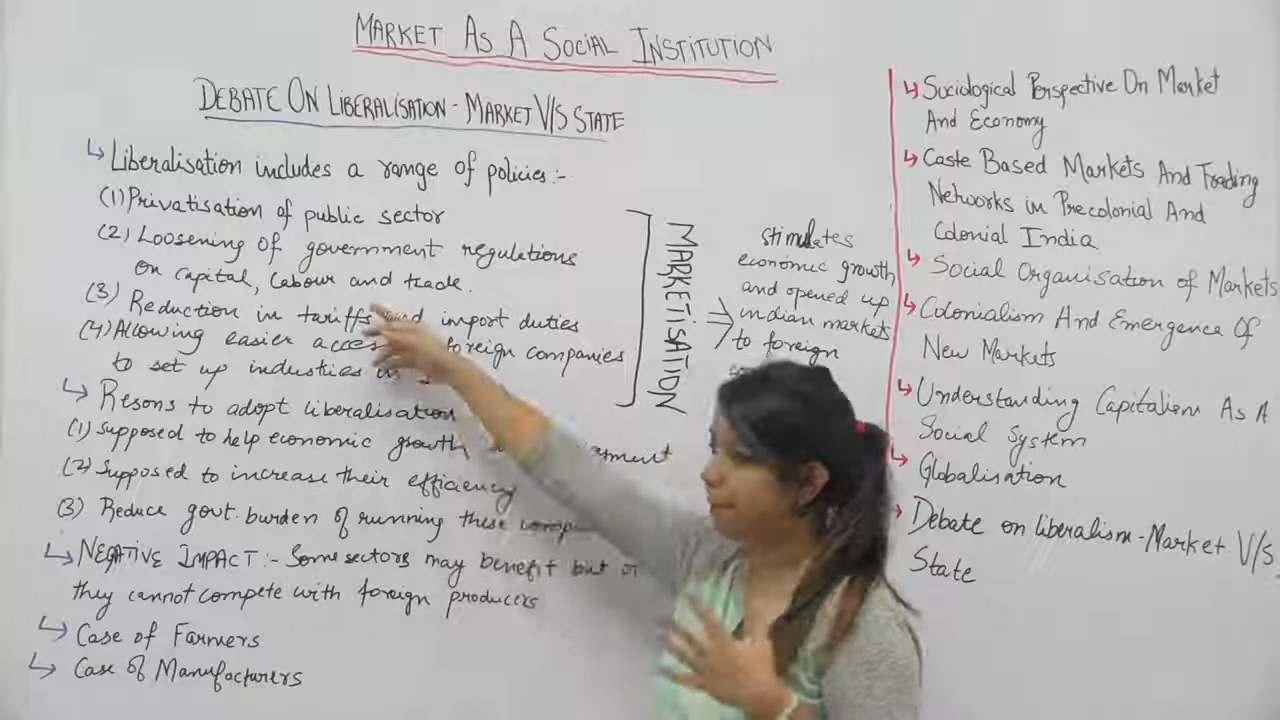 MARKET AS A SOCIAL INSTITUTION
DEBATE ON LIBERALISATION - MARKET V/S STATE
↳ Liberalisation includes a range of policies:-
(1) Privatisation of public sector
(2) Loosening of government regulations
on capital, labour and trade.
(3) Reduction in tariffs and import duties
(4) Allowing easier access foreign companies
to set up industries in
↳ Resons to adopt liberalisation
(1) Supposed to help economic growth
(2) Supposed to increase their efficiency
(3) Reduce govt. burden of running these
↳ NEGATIVE IMPACT :- Some sectors may benefit but
they cannot compete with foreign producers
↳ Case of Farmers
↳ Case of Manufacturers
MARKETISATION
⇒ stimulates
economic growth
and opened up
indian markets
to foreign
↳ Sociological Perspective On Market
And Economy
↳ Caste Based Markets And Trading
Networks in Precolonial And
Colonial India
↳ Social Organisation of Markets
↳ Colonialism And Emergence Of
New Markets
↳ Understanding Capitalism As A
Social System
↳ Globalisation
↳ Debate on liberalism - Market V/S.
State